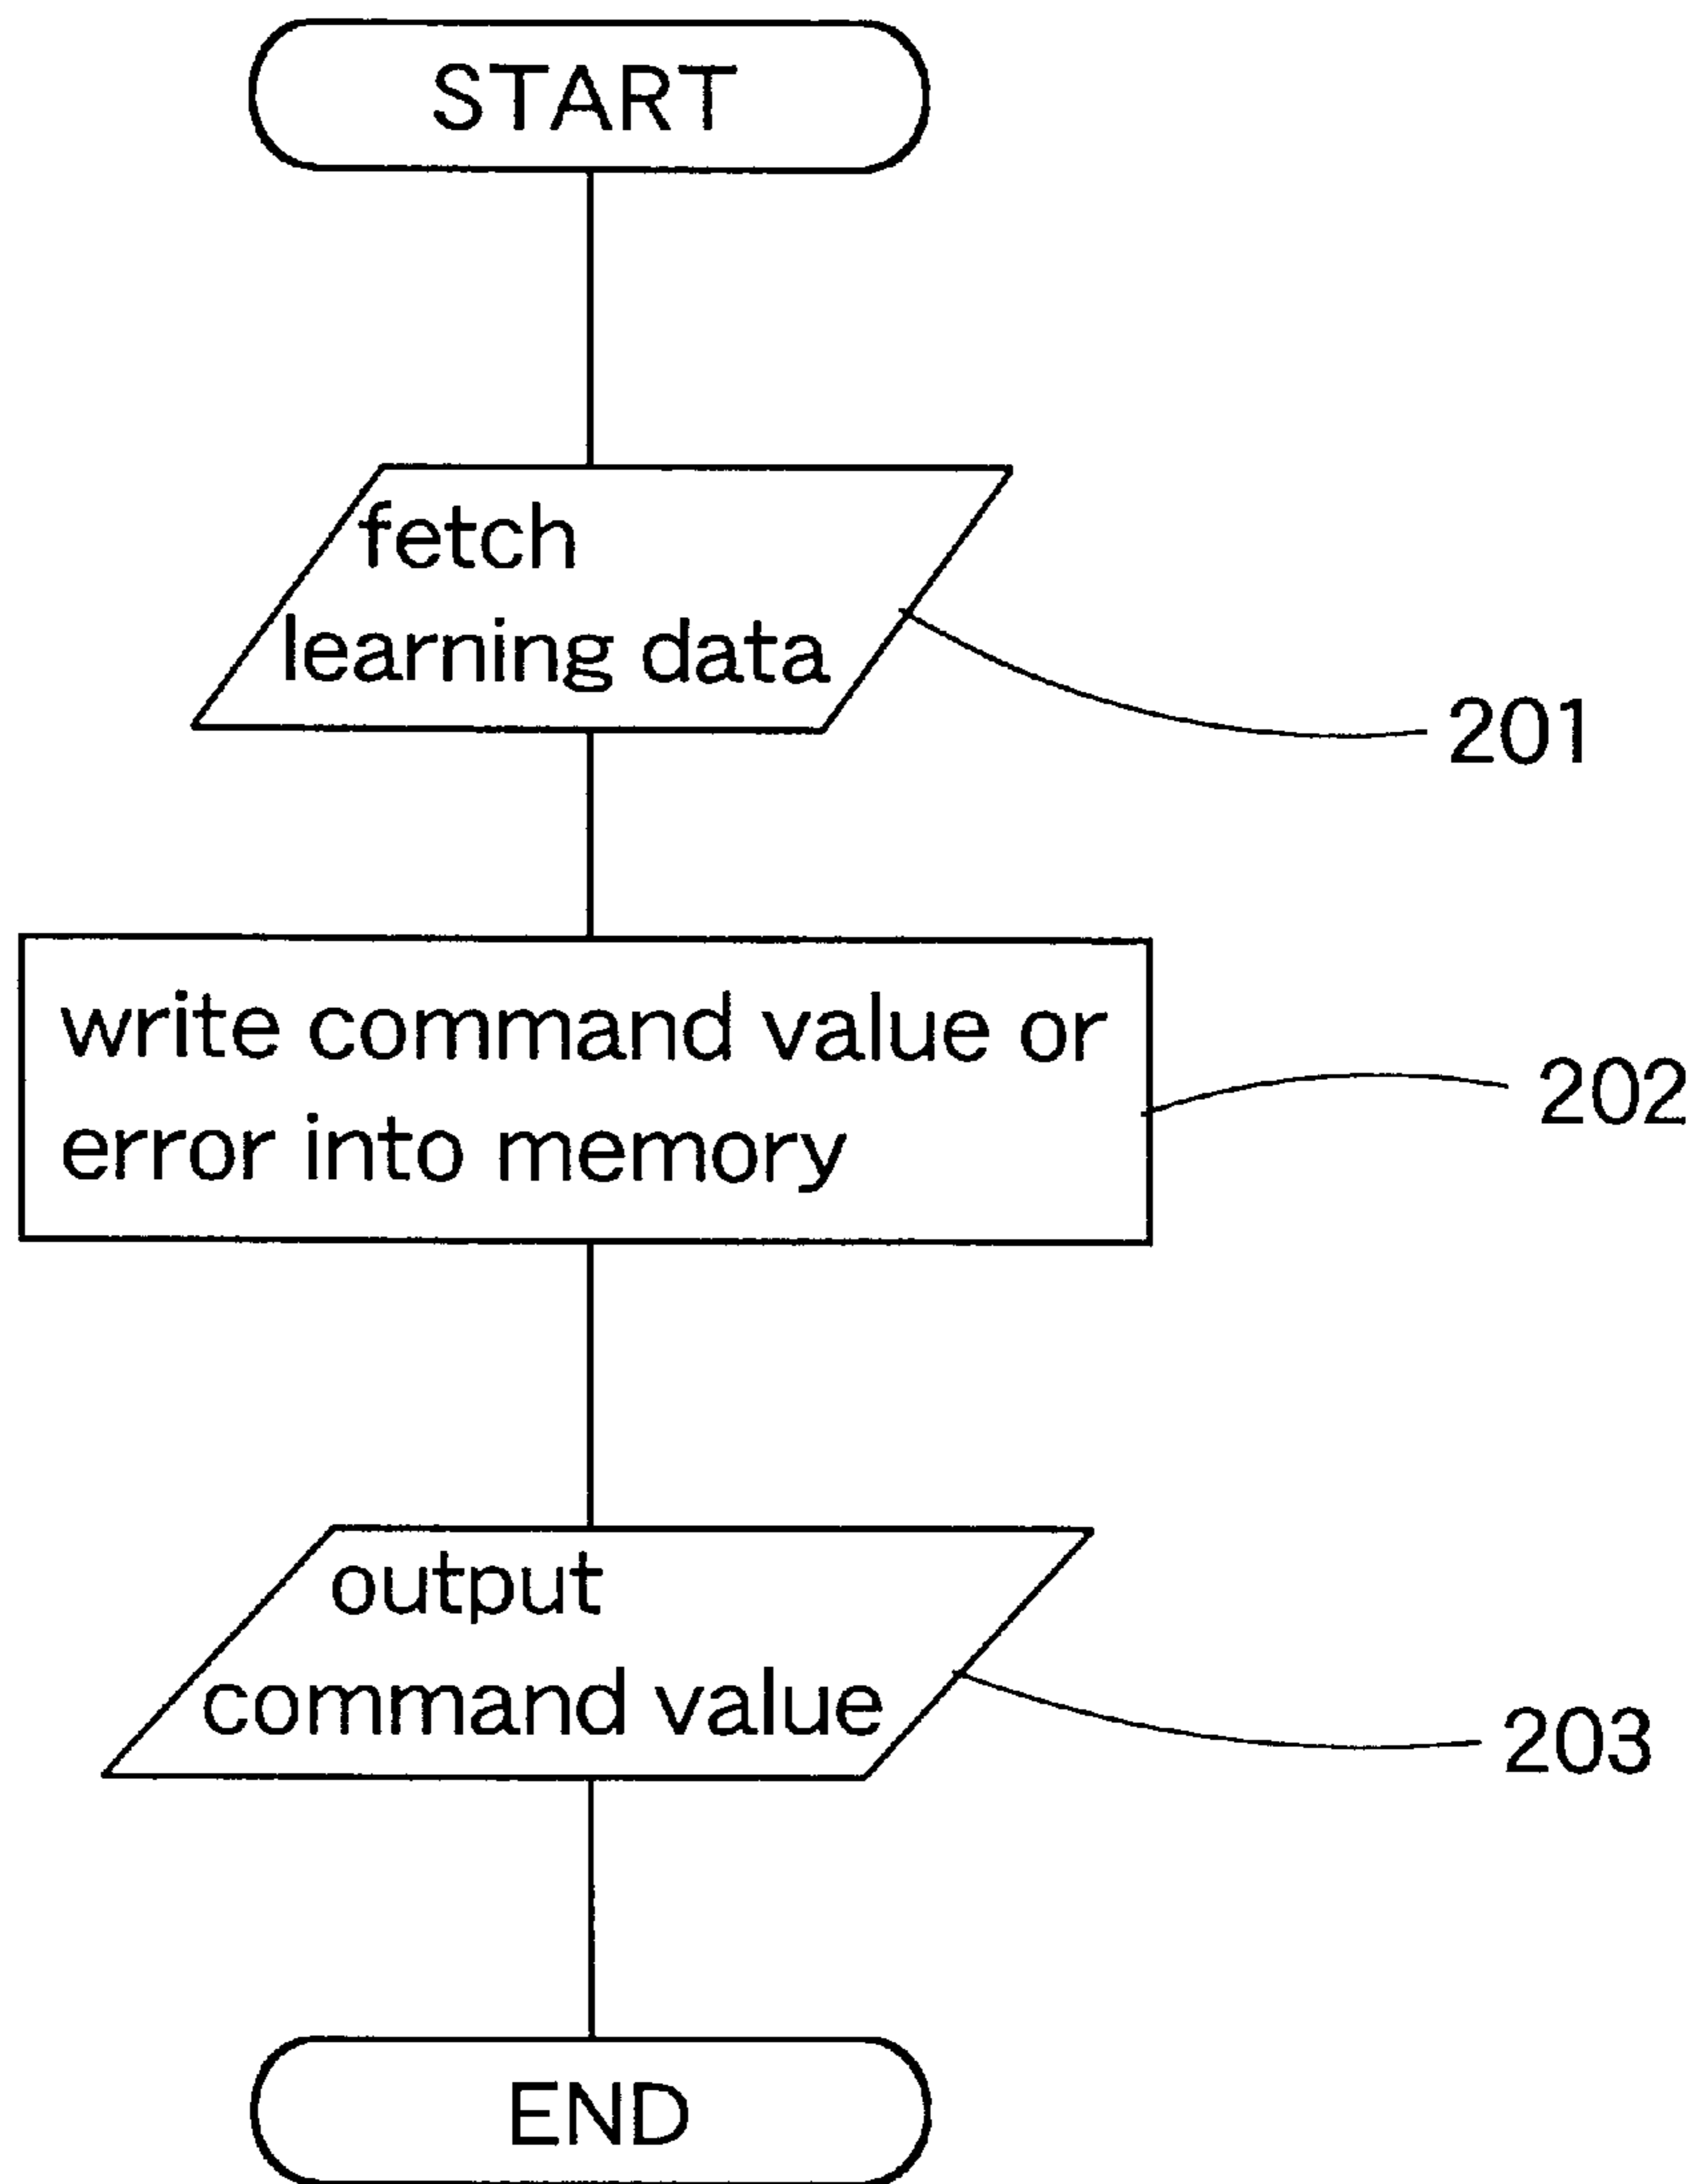 START
fetch
learning data
201
write command value or
error into memory
202
output
command value
203
END